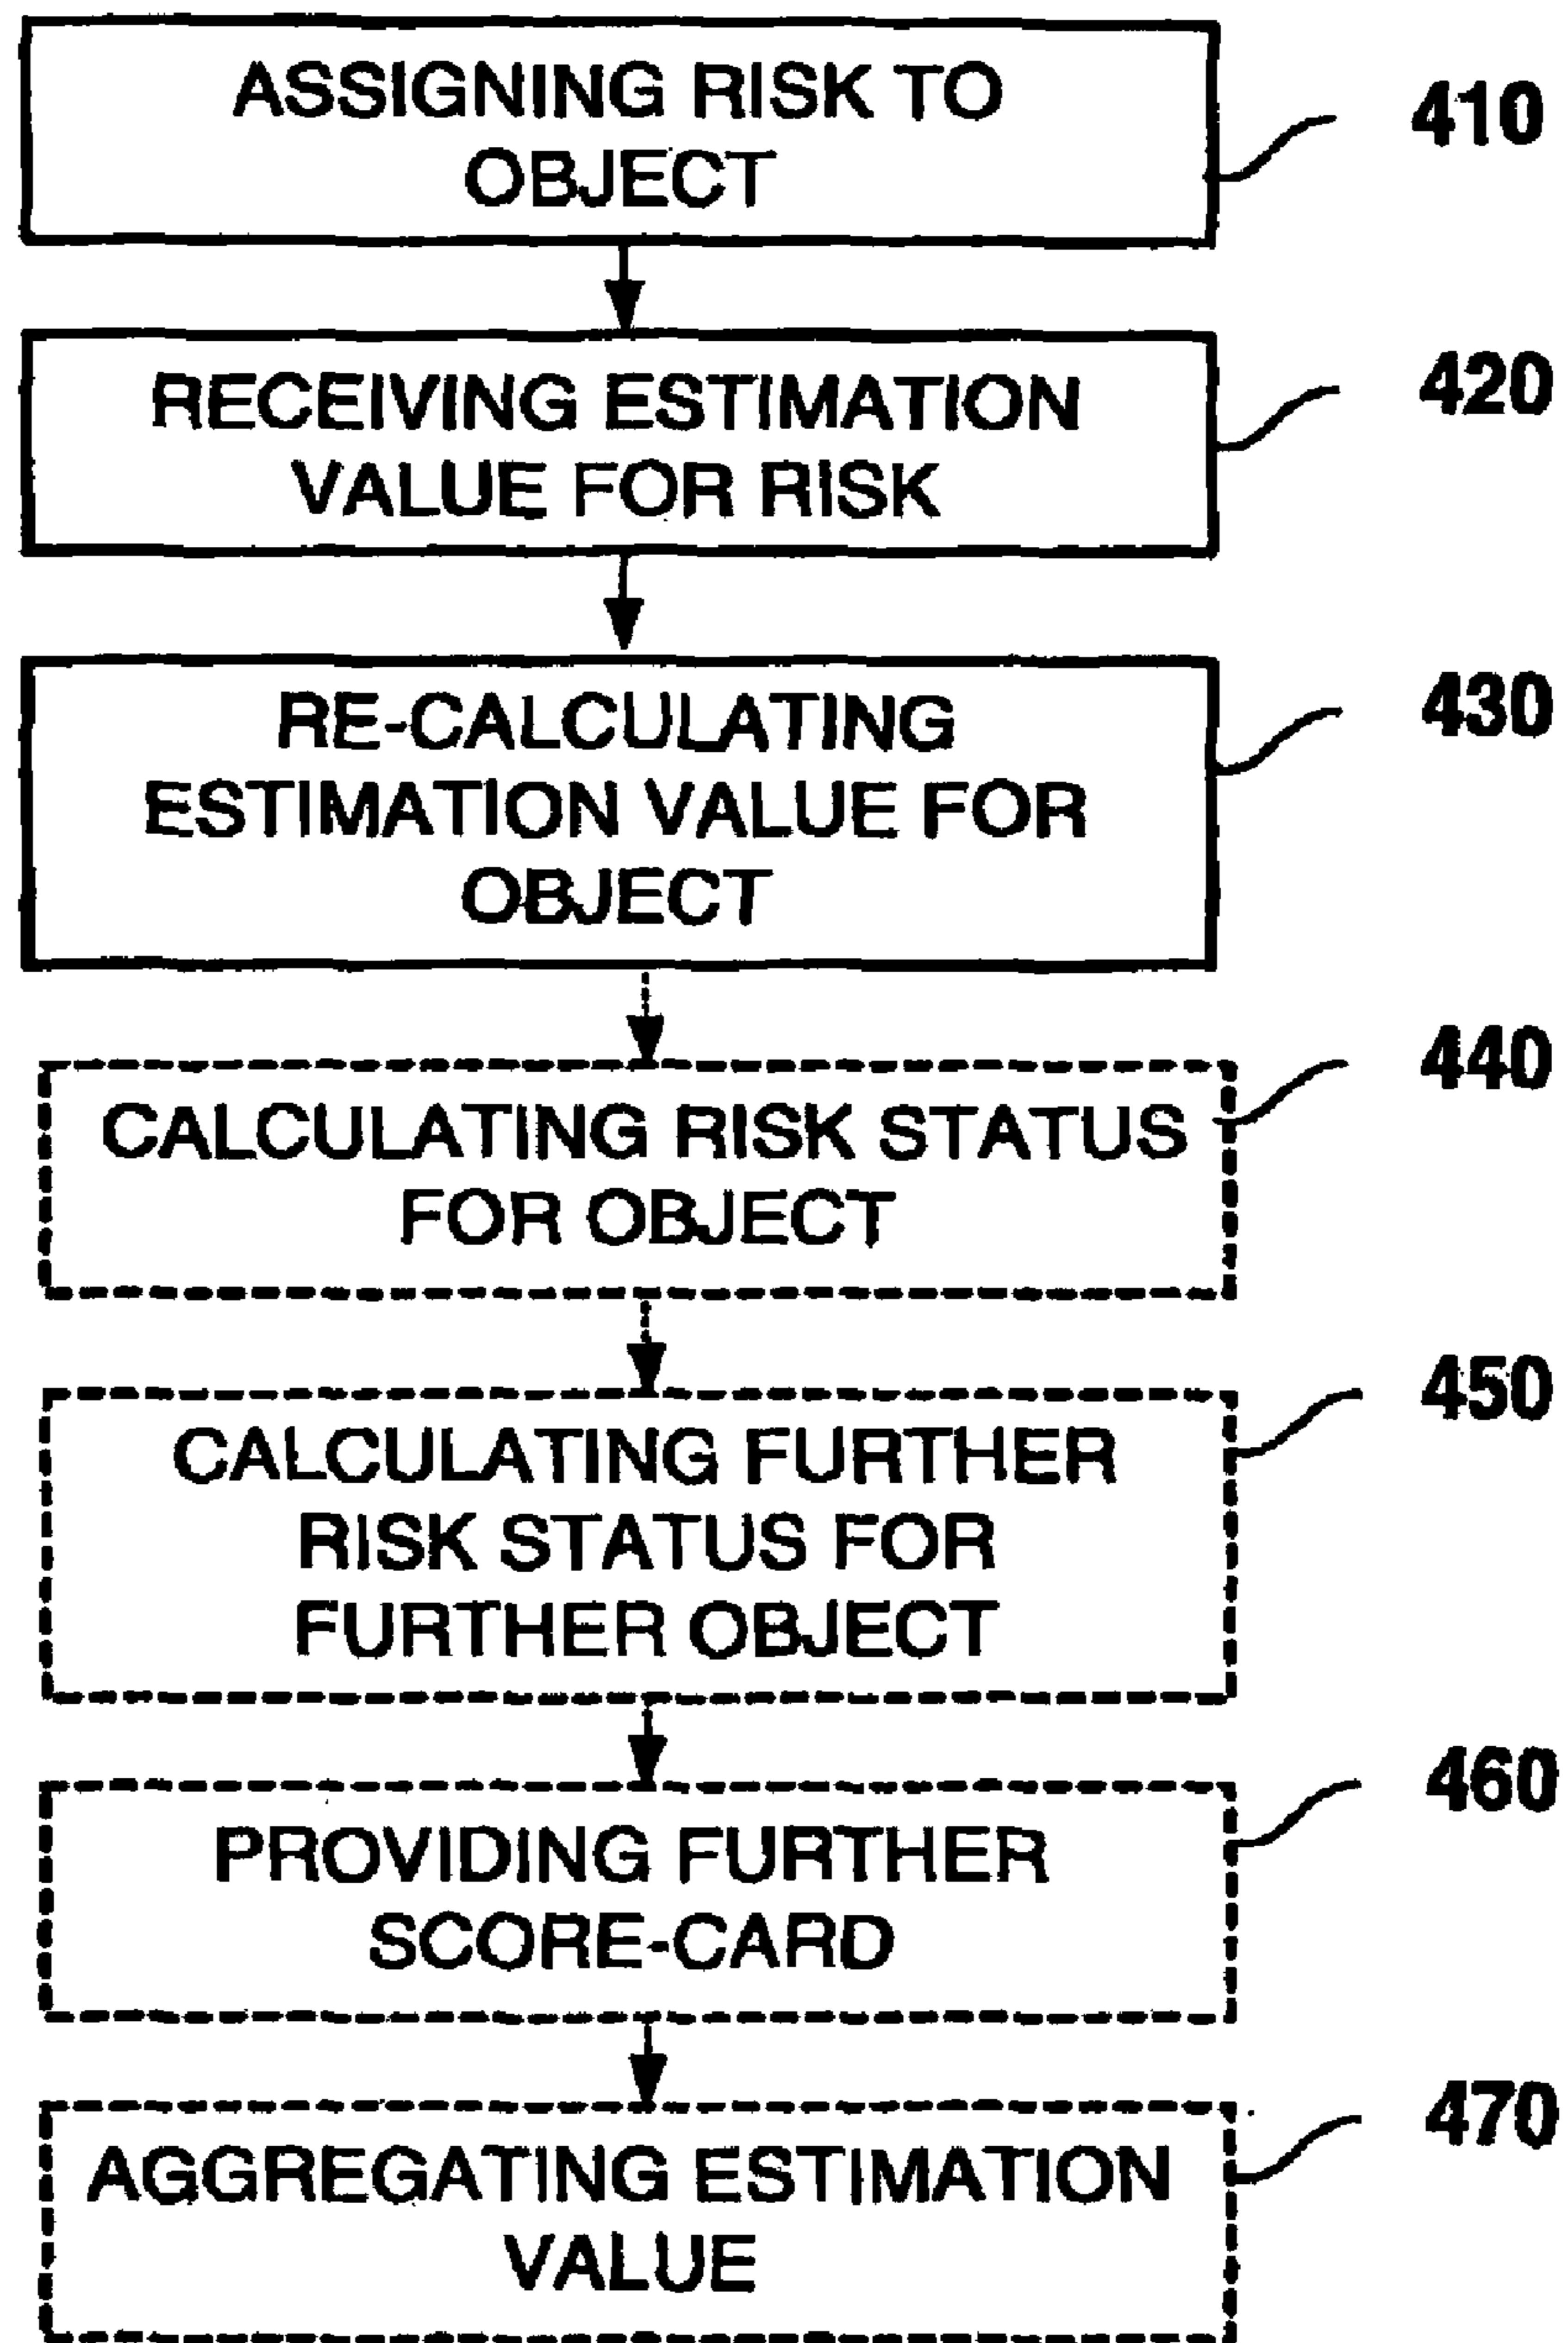 ASSIGNING RISK TO
OBJECT
410
RECEIVING ESTIMATION
VALUE FOR RISK
420
RE-CALCULATING
ESTIMATION VALUE FOR
OBJECT
430
CALCULATING RISK STATUS
FOR OBJECT
440
CALCULATING FURTHER
RISK STATUS FOR
FURTHER OBJECT
450
PROVIDING FURTHER
SCORE-CARD
460
AGGREGATING ESTIMATION
VALUE
470